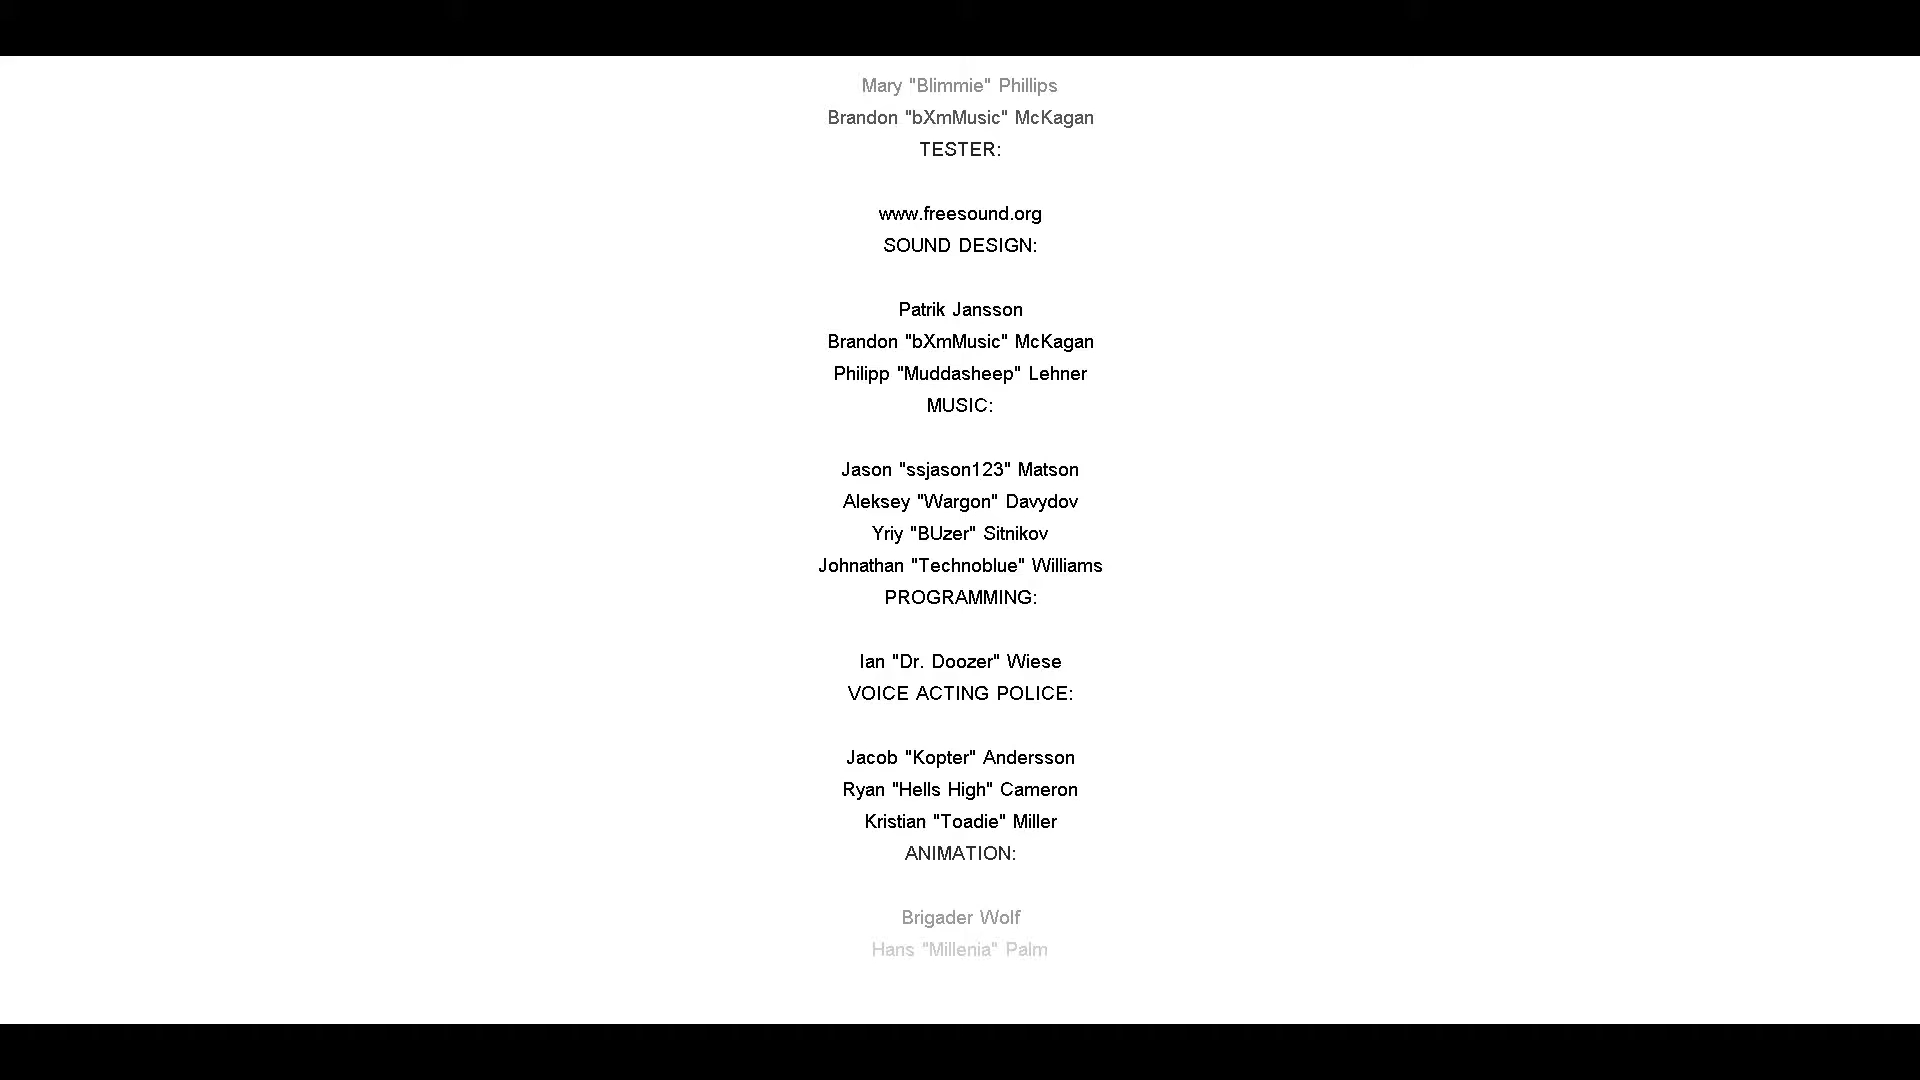 Mary "Blimmie" Phillips
Brandon "bXmMusic" McKagan
TESTER:
www.freesound.org
SOUND DESIGN:
Patrik Jansson
Brandon "bXmMusic" McKagan
Philipp "Muddasheep" Lehner
MUSIC:
Jason "ssjason123" Matson
Aleksey "Wargon" Davydov
Yriy "BUzer" Sitnikov
Johnathan "Technoblue" Williams
PROGRAMMING:
Ian "Dr. Doozer" Wiese
VOICE ACTING POLICE:
Jacob "Kopter" Andersson
Ryan "Hells High" Cameron
Kristian "Toadie" Miller
ANIMATION:
Brigader Wolf
Hans "Millenia" Palm